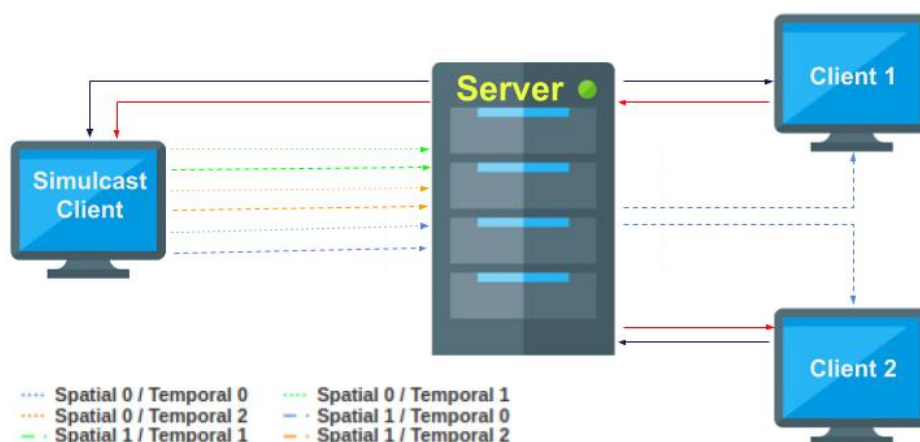 Server
Client 1
Simulcast
Client
Client 2
Spatial 0 / Temporal 0
Spatial 0 / Temporal 1
Spatial 0 / Temporal 2
Spatial 1 / Temporal 0
Spatial 1 / Temporal 1
Spatial 1 / Temporal 2